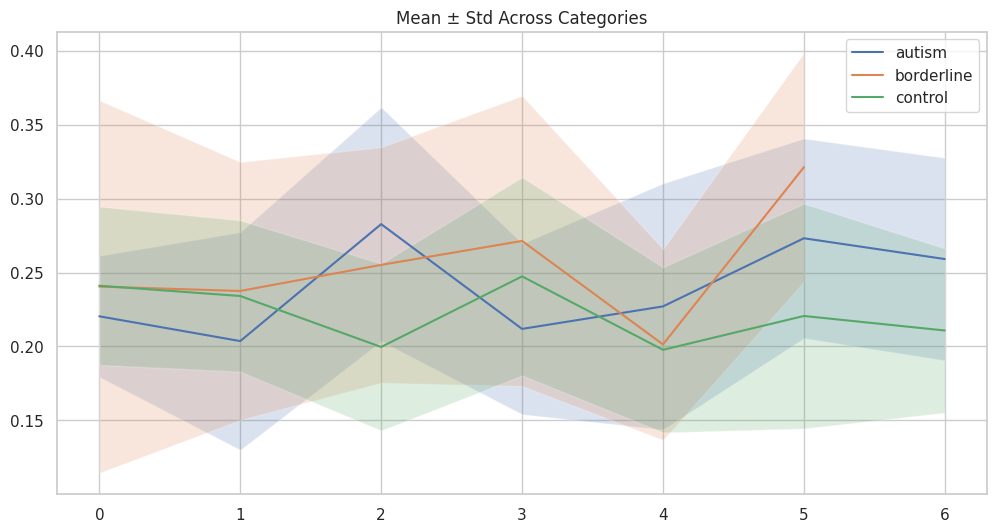 Mean ± Std Across Categories
autism
borderline
control
0.40
0.35
0.30
0.25
0.20
0.15
0 1 2 3 4 5 6